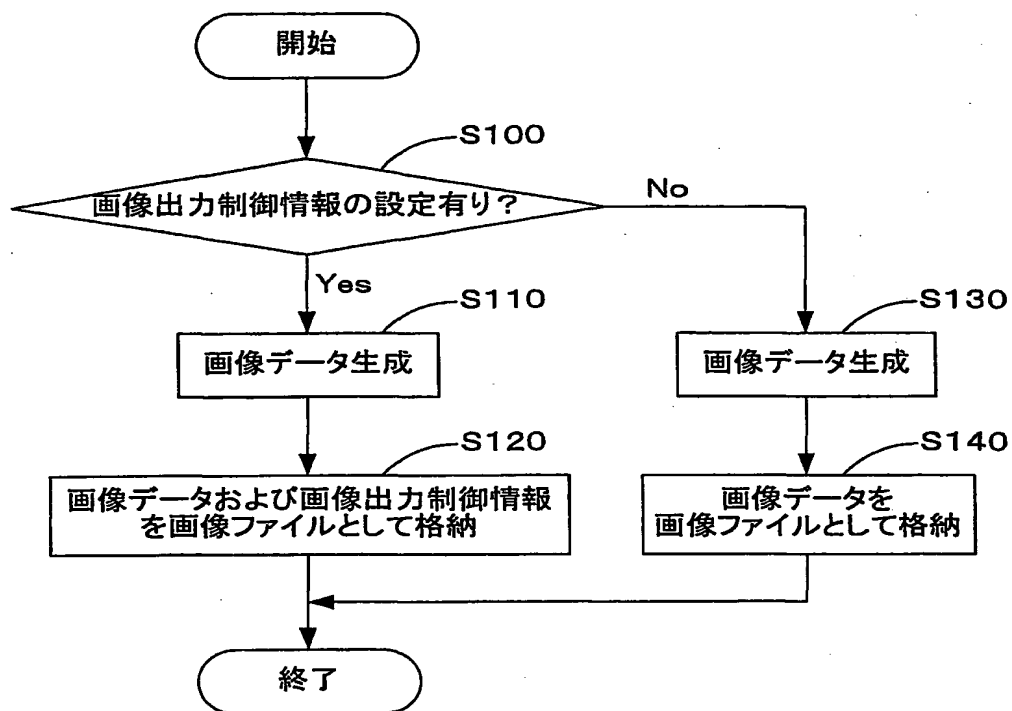 開始
S100
画像出力制御情報の設定有り?
No
Yes
S110
画像データ生成
S130
画像データ生成
S120
画像データおよび画像出力制御情報
を画像ファイルとして格納
S140
画像データを
画像ファイルとして格納
終了